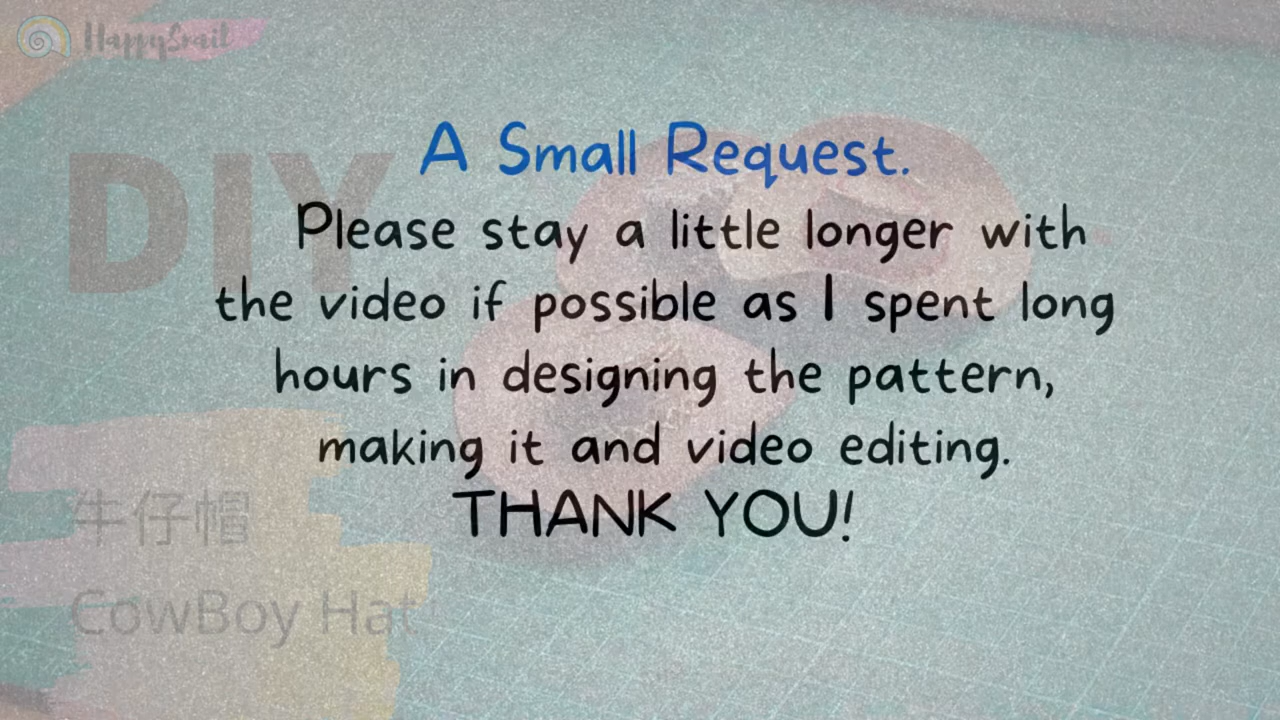 HappySnail
A Small Request.
DIY
Please stay a little longer with
the video if possible as I spent long
hours in designing the pattern,
making it and video editing.
THANK YOU!
牛仔帽
CowBoy Hat